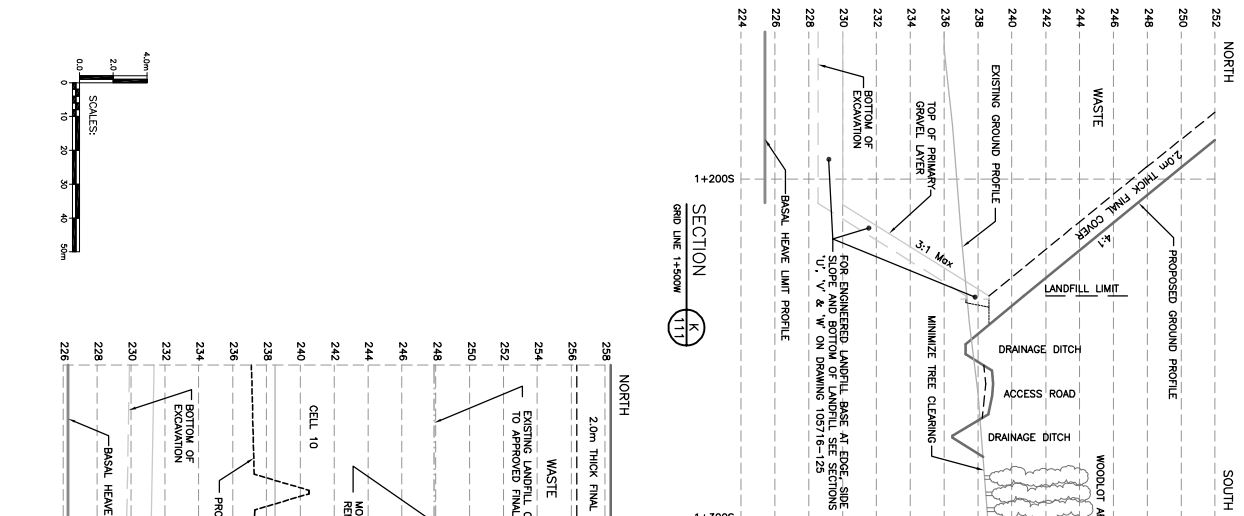 NORTH
SOUTH
252
250
248
246
244
242
240
238
236
234
232
230
228
226
224
WASTE
2.0m THICK FINAL COVER
4:1
PROPOSED GROUND PROFILE
EXISTING GROUND PROFILE
TOP OF PRIMARY
GRAVEL LAYER
BOTTOM OF
EXCAVATION
3:1 Max
LANDFILL LIMIT
DRAINAGE DITCH
ACCESS ROAD
DRAINAGE DITCH
MINIMIZE TREE CLEARING
WOODLOT
FOR ENGINEERED LANDFILL BASE AT EDGE, SIDE
SLOPE AND BOTTOM OF LANDFILL SEE SECTIONS
'U', 'V' & 'W' ON DRAWING 105716-125
BASAL HEAVE LIMIT PROFILE
1+200S
1+300S
SECTION
GRID LINE 1+500W
K
111
4.0m
2.0
0.0
0
10
20
30
40
50m
SCALES:
NORTH
258
256
254
252
250
248
246
244
242
240
238
236
234
232
230
228
226
2.0m THICK FINAL
WASTE
EXISTING LANDFILL
TO APPROVED FINAL
CELL 10
BOTTOM OF
EXCAVATION
BASAL HEAVE